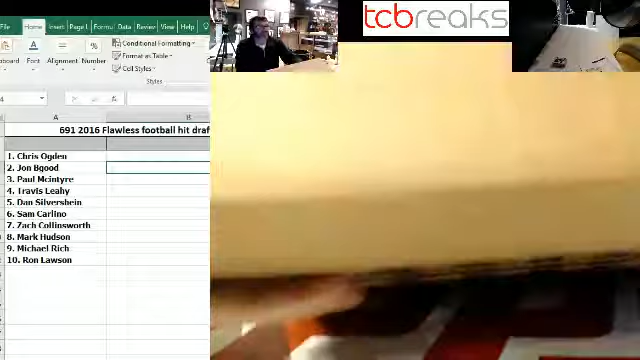 File Home Insert Page l Formul Data Review View Help
tcbreaks
Conditional Formatting
Font Alignment Number
Format as Table
Cell Styles
Styles
A B
691 2016 Flawless football hit draf
1. Chris Ogden
2. Jon Bgood
3. Paul Mcintyre
4. Travis Leahy
5. Dan Silvershein
6. Sam Carlino
7. Zach Collinsworth
8. Mark Hudson
9. Michael Rich
10. Ron Lawson